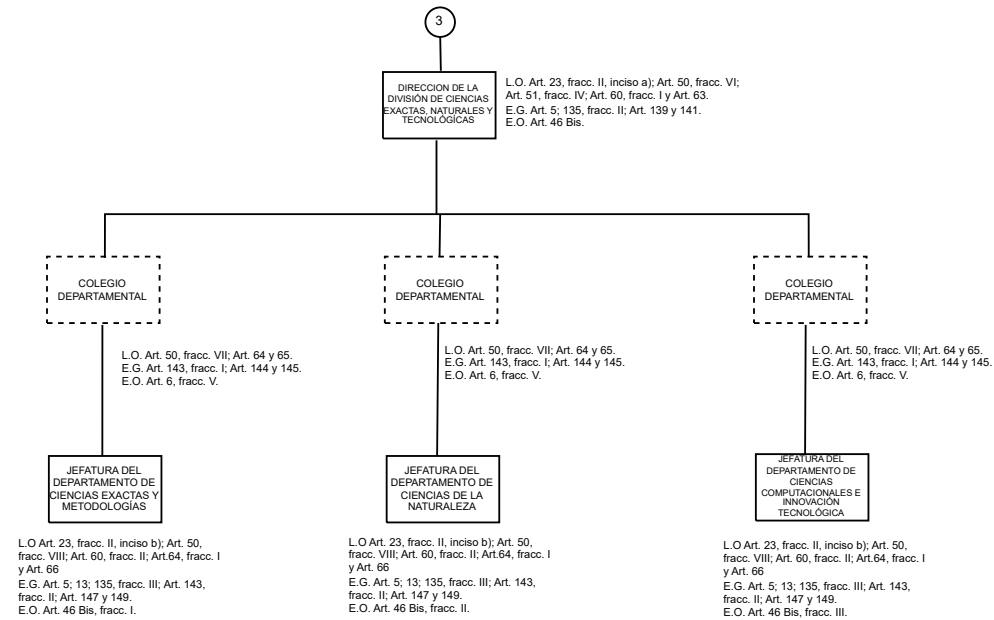 3
DIRECCION DE LA
DIVISIÓN DE CIENCIAS
EXACTAS, NATURALES Y
TECNOLÓGICAS
L.O. Art. 23, fracc. II, inciso a); Art. 50, fracc. VI;
Art. 51, fracc. IV; Art. 60, fracc. I y Art. 63.
E.G. Art. 5; 135, fracc. II; Art. 139 y 141.
E.O. Art. 46 Bis.
COLEGIO
DEPARTAMENTAL
L.O. Art. 50, fracc. VII; Art. 64 y 65.
E.G. Art. 143, fracc. I; Art. 144 y 145.
E.O. Art. 6, fracc. V.
JEFATURA DEL
DEPARTAMENTO DE
CIENCIAS EXACTAS Y
METODOLOGÍAS
L.O Art. 23, fracc. II, inciso b); Art. 50,
fracc. VIII; Art. 60, fracc. II; Art.64, fracc. I
y Art. 66
E.G. Art. 5; 13; 135, fracc. III; Art. 143,
fracc. II; Art. 147 y 149.
E.O. Art. 46 Bis, fracc. I.
COLEGIO
DEPARTAMENTAL
L.O. Art. 50, fracc. VII; Art. 64 y 65.
E.G. Art. 143, fracc. I; Art. 144 y 145.
E.O. Art. 6, fracc. V.
JEFATURA DEL
DEPARTAMENTO DE
CIENCIAS DE LA
NATURALEZA
L.O Art. 23, fracc. II, inciso b); Art. 50,
fracc. VIII; Art. 60, fracc. II; Art.64, fracc. I
y Art. 66
E.G. Art. 5; 13; 135, fracc. III; Art. 143,
fracc. II; Art. 147 y 149.
E.O. Art. 46 Bis, fracc. II.
COLEGIO
DEPARTAMENTAL
L.O. Art. 50, fracc. VII; Art. 64 y 65.
E.G. Art. 143, fracc. I; Art. 144 y 145.
E.O. Art. 6, fracc. V.
JEFATURA DEL
DEPARTAMENTO DE
CIENCIAS
COMPUTACIONALES E
INNOVACIÓN
TECNOLÓGICA
L.O Art. 23, fracc. II, inciso b); Art. 50,
fracc. VIII; Art. 60, fracc. II; Art.64, fracc. I
y Art. 66
E.G. Art. 5; 13; 135, fracc. III; Art. 143,
fracc. II; Art. 147 y 149.
E.O. Art. 46 Bis, fracc. III.